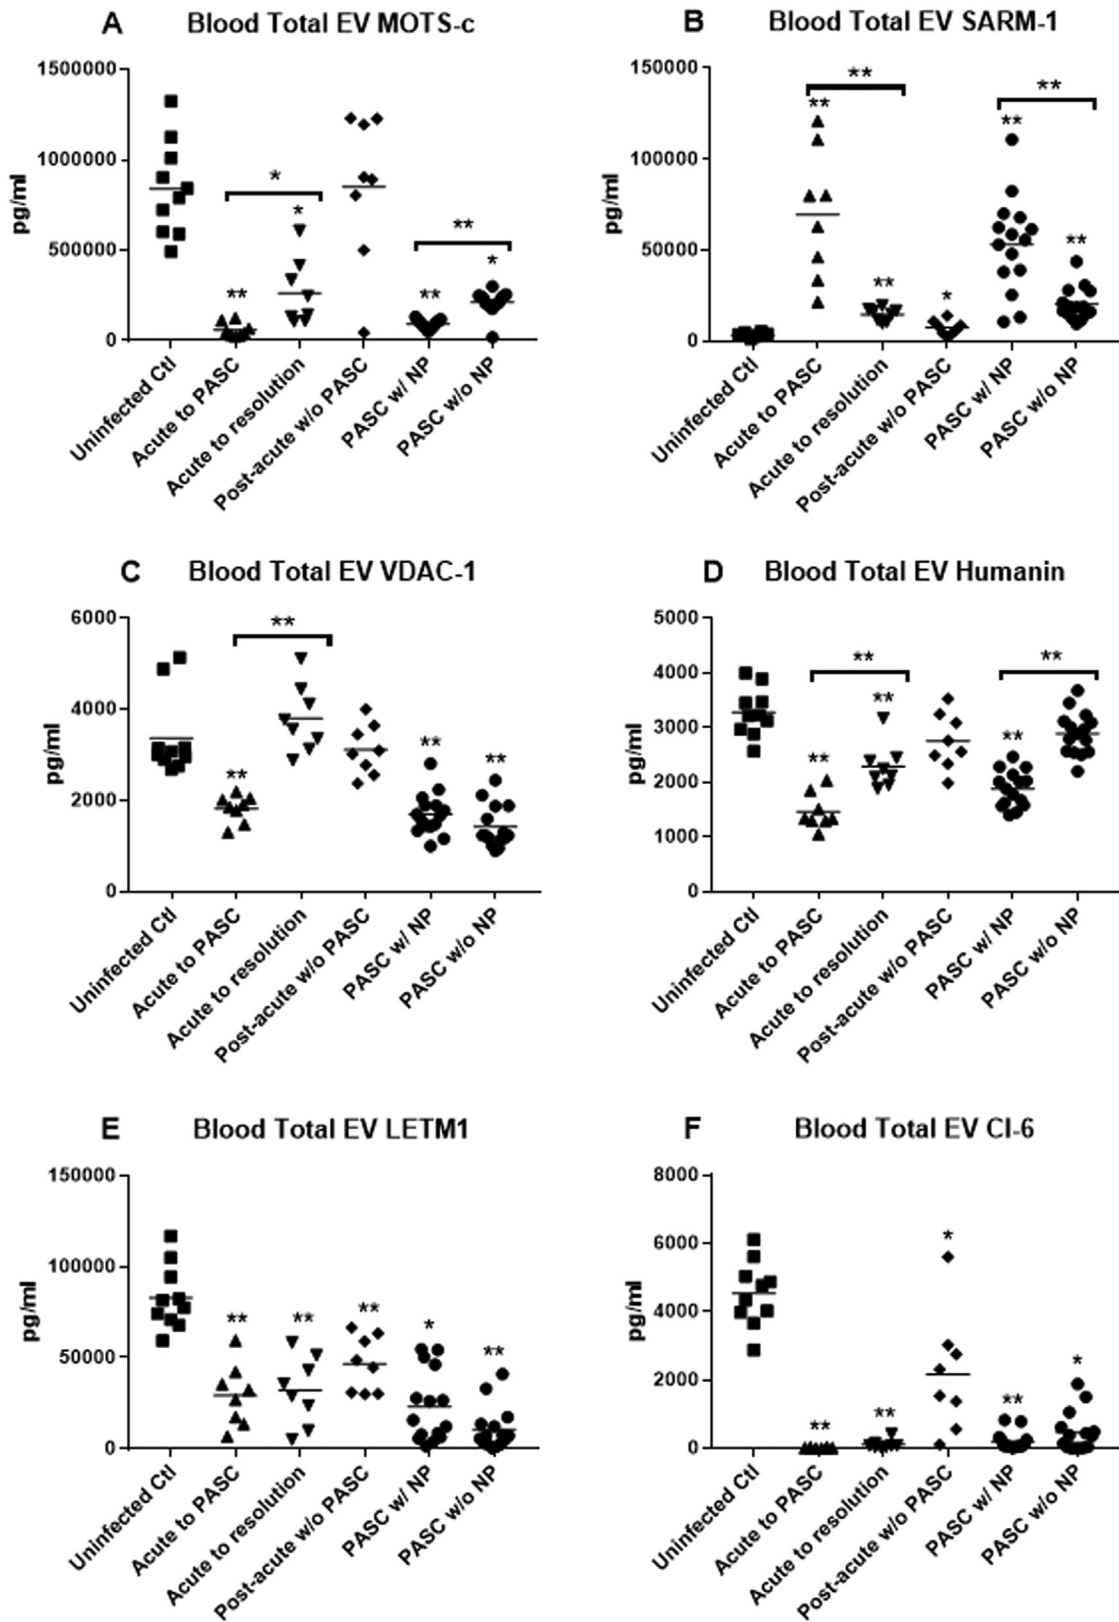 A Blood Total EV MOTS-c
pg/ml
1500000
1000000
500000
0
*
*
**
**
**
*
Uninfected Ctl
Acute to PASC
Acute to resolution
Post-acute w/o PASC
PASC w/ NP
PASC w/o NP
B Blood Total EV SARM-1
pg/ml
150000
100000
50000
0
**
**
**
*
**
**
**
Uninfected Ctl
Acute to PASC
Acute to resolution
Post-acute w/o PASC
PASC w/ NP
PASC w/o NP
C Blood Total EV VDAC-1
pg/ml
6000
4000
2000
0
**
**
**
**
Uninfected Ctl
Acute to PASC
Acute to resolution
Post-acute w/o PASC
PASC w/ NP
PASC w/o NP
D Blood Total EV Humanin
pg/ml
5000
4000
3000
2000
1000
0
**
**
**
**
**
Uninfected Ctl
Acute to PASC
Acute to resolution
Post-acute w/o PASC
PASC w/ NP
PASC w/o NP
E Blood Total EV LETM1
pg/ml
150000
100000
50000
0
**
**
**
*
**
Uninfected Ctl
Acute to PASC
Acute to resolution
Post-acute w/o PASC
PASC w/ NP
PASC w/o NP
F Blood Total EV CI-6
pg/ml
8000
6000
4000
2000
0
**
**
*
**
*
Uninfected Ctl
Acute to PASC
Acute to resolution
Post-acute w/o PASC
PASC w/ NP
PASC w/o NP